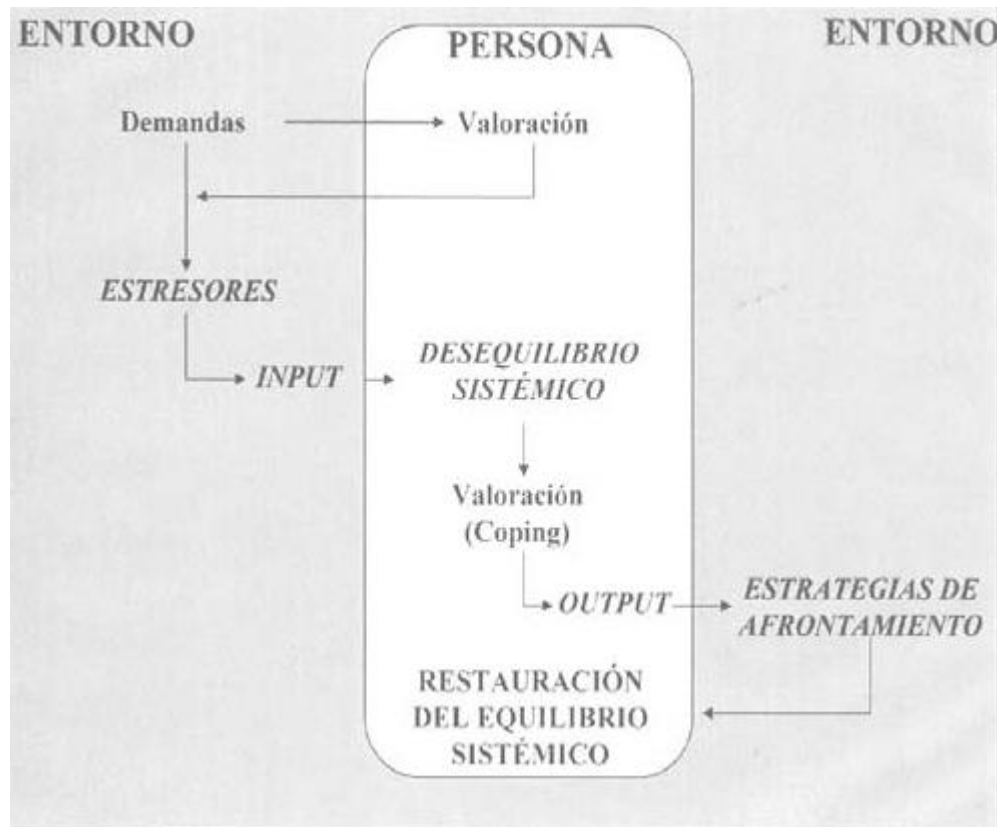 ENTORNO
PERSONA
ENTORNO
Demandas
Valoración
ESTRESORES
INPUT
DESEQUILIBRIO
SISTÉMICO
Valoración
(Coping)
OUTPUT
ESTRATEGIAS DE
AFRONTAMIENTO
RESTAURACIÓN
DEL EQUILIBRIO
SISTÉMICO